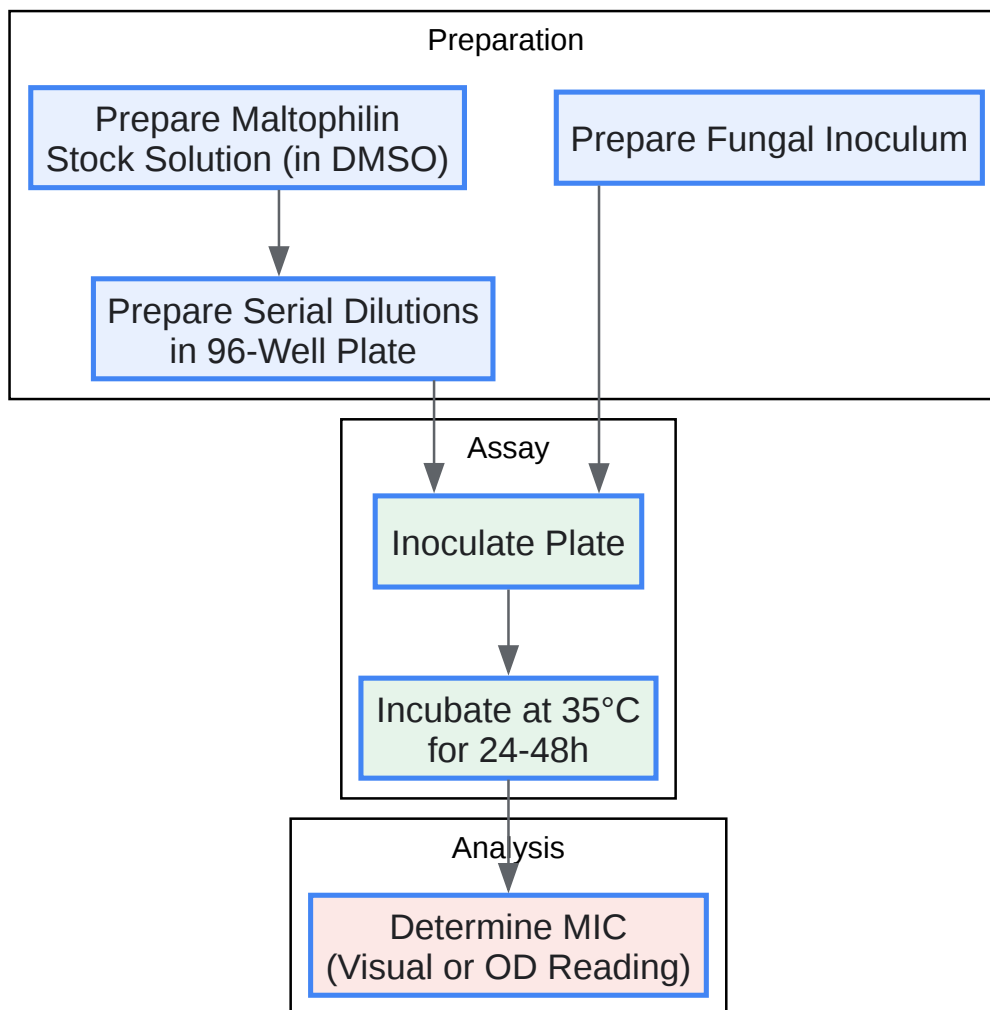 Preparation
Prepare Maltophilin
Stock Solution (in DMSO)
Prepare Fungal Inoculum
Prepare Serial Dilutions
in 96-Well Plate
Assay
Inoculate Plate
Incubate at 35°C
for 24-48h
Analysis
Determine MIC
(Visual or OD Reading)